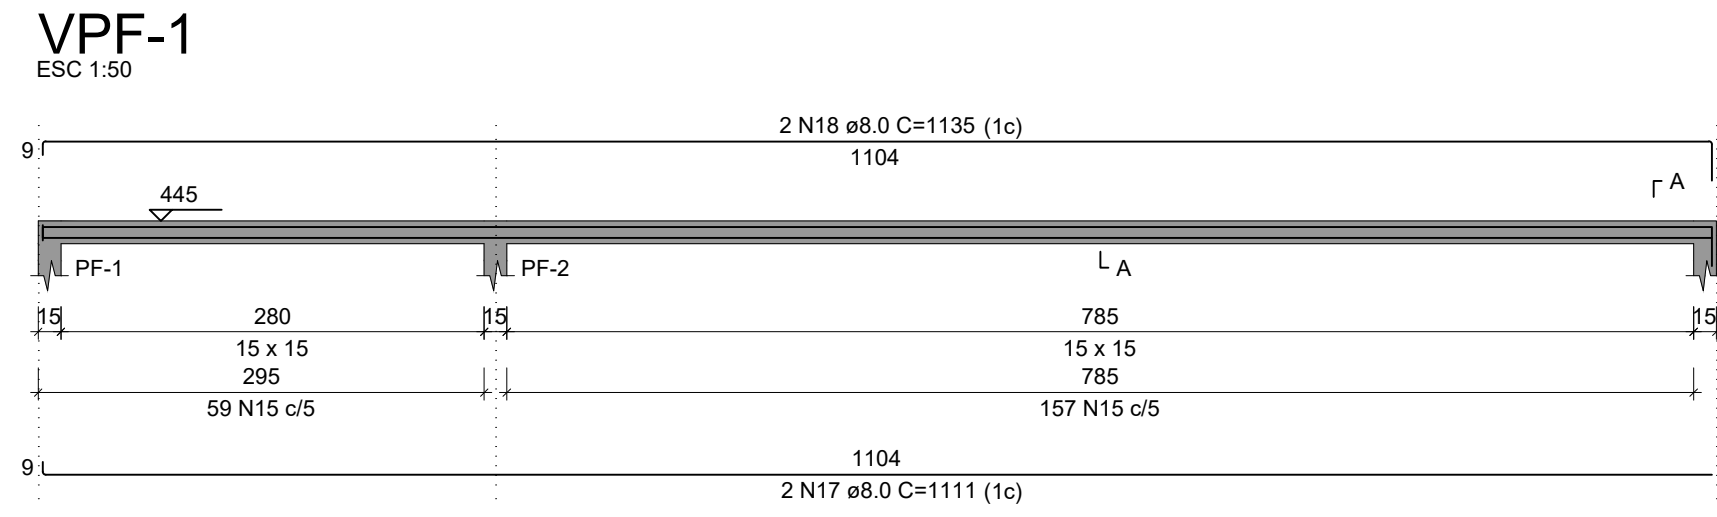 VPF-1
ESC 1:50
2 N18 ø8.0 C=1135 (1c)
9
1104
A
445
PF-1
PF-2
A
15
280
15
785
15
15 x 15
15 x 15
295
785
59 N15 c/5
157 N15 c/5
1104
9
2 N17 ø8.0 C=1111 (1c)